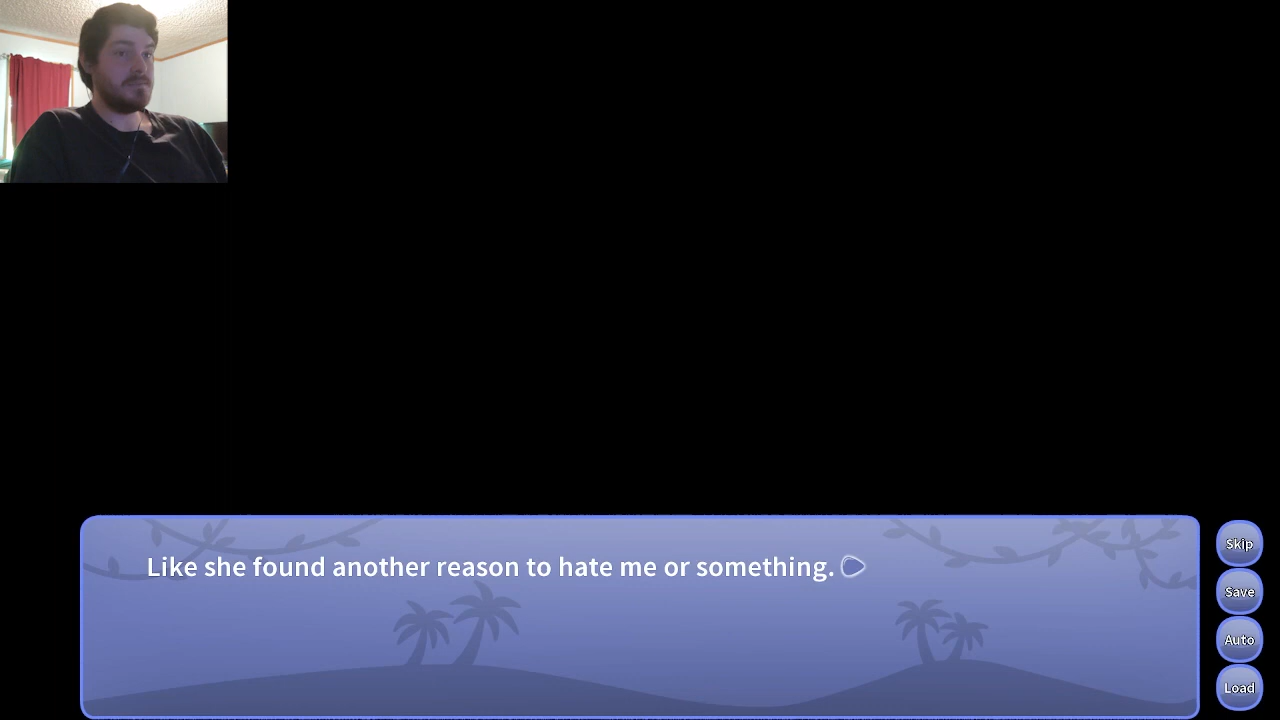 Like she found another reason to hate me or something.
Skip
Save
Auto
Load